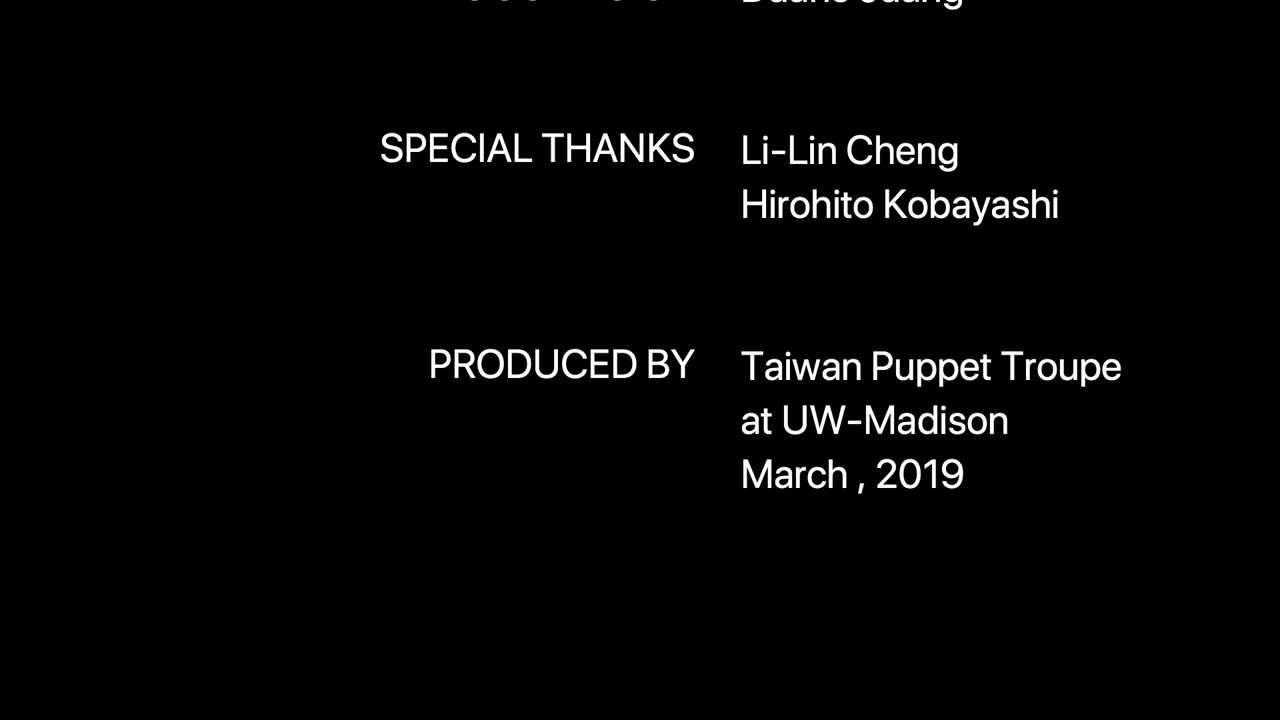 SPECIAL THANKS Li-Lin Cheng
Hirohito Kobayashi
PRODUCED BY Taiwan Puppet Troupe
at UW-Madison
March , 2019